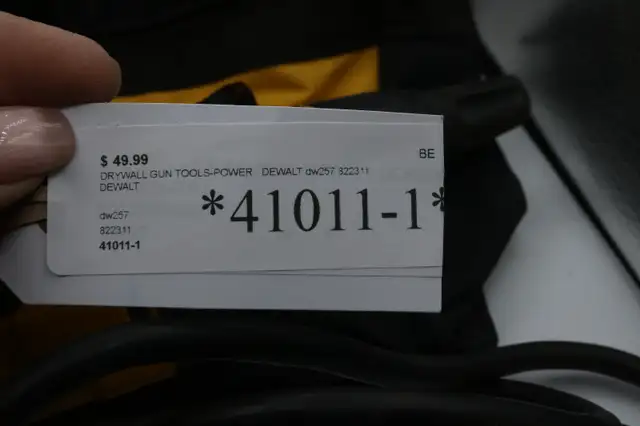 $ 49.99
BE
DRYWALL GUN TOOLS-POWER DEWALT dw257 822311
DEWALT
*41011-1*
dw257
822311
41011-1